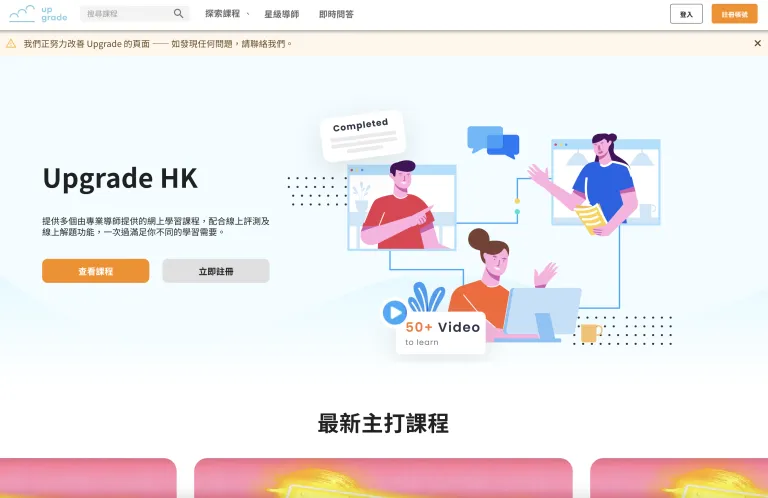 up
grade
搜尋課程
探索課程
星級導師
即時問答
登入
註冊帳號
我們正努力改善 Upgrade 的頁面 —— 如發現任何問題，請聯絡我們。
Completed
Upgrade HK
提供多個由專業導師提供的網上學習課程，配合線上評測及
線上解題功能，一次過滿足你不同的學習需要。
查看課程
立即註冊
50+ Video
to learn
最新主打課程